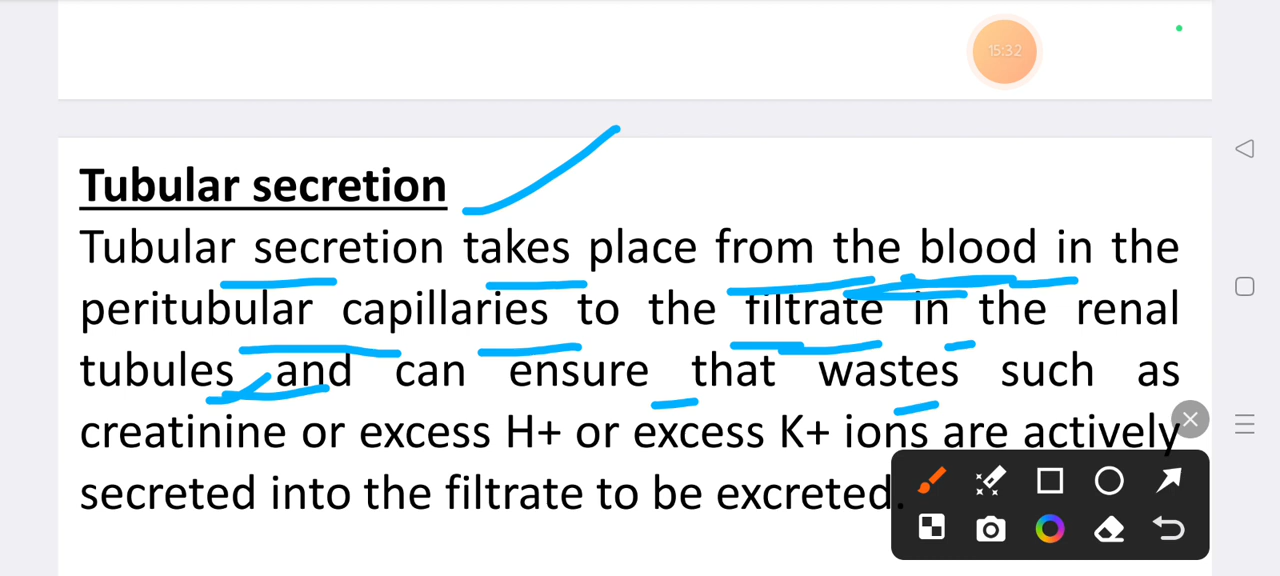 15:32
Tubular secretion
Tubular secretion takes place from the blood in the
peritubular capillaries to the filtrate in the renal
tubules and can ensure that wastes such as
creatinine or excess H+ or excess K+ ions are actively
secreted into the filtrate to be excreted.